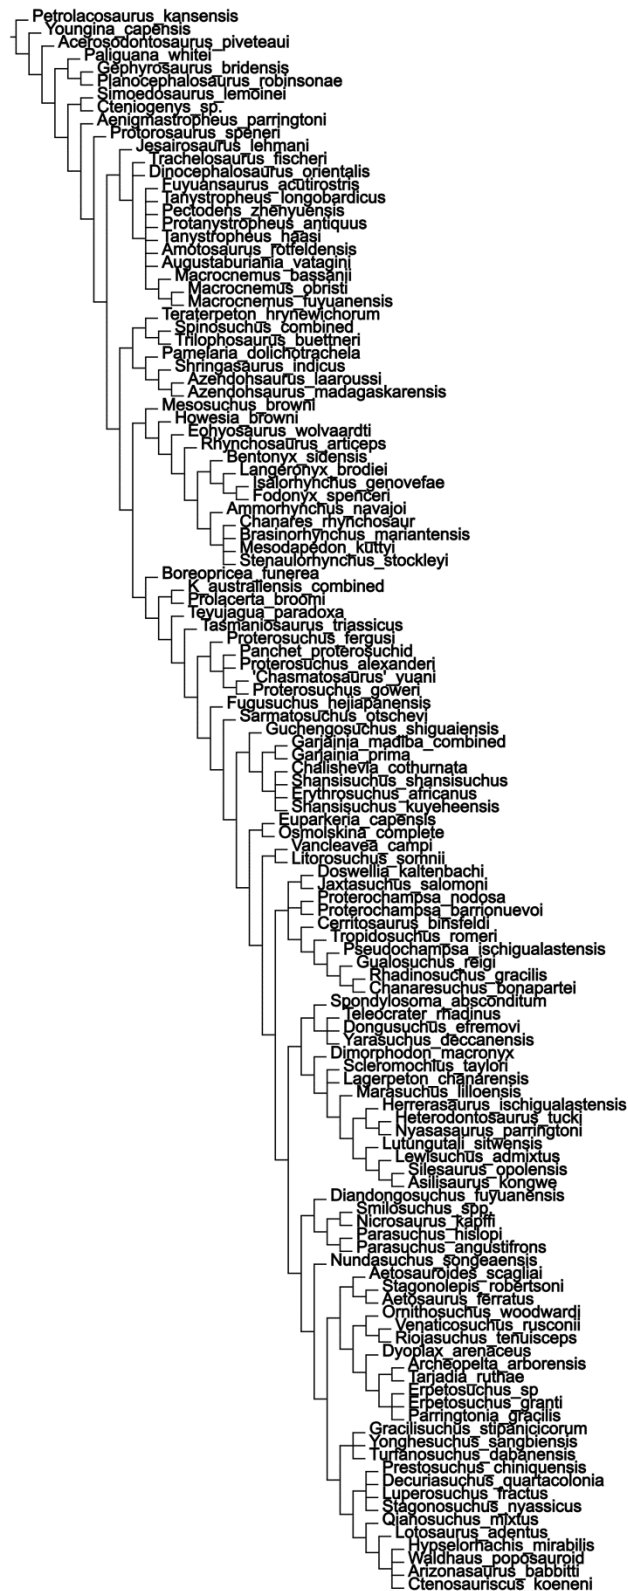 Petrolacosaurus_kansensis
Youngina_capensis
Acerosodontosaurus_piveteaui
Paliguana_whitei
Gephyrosaurus_bridensis
Planocephalosaurus_robinsonae
Simoedosaurus_lemoinei
Cteniogenys_sp.
Aenigmastropheus_parringtoni
Protorosaurus_speneri
Jesairosaurus_lehmani
Trachelosaurus_fischeri
Dinocephalosaurus_orientalis
Fuyuansaurus_acutirostris
Tanystropheus_longobardicus
Pectodens_zhenyuensis
Protanystropheus_antiquus
Tanystropheus_haasi
Amotosaurus_rotfeldensis
Augustaburiania_vatagini
Macrocnemus_bassanii
Macrocnemus_obristi
Macrocnemus_fuyuanensis
Teraterpeton_hrynewichorum
Spinosuchus_combined
Trilophosaurus_buettneri
Pamelaria_dolichotrachela
Shringasaurus_indicus
Azendohsaurus_laaroussi
Azendohsaurus_madagaskarensis
Mesosuchus_browni
Howesia_browni
Eohyosaurus_wolvaardti
Rhynchosaurus_articeps
Bentonyx_sidensis
Langeronyx_brodiei
Isalorhynchus_genovefae
Fodonyx_spenceri
Ammorhynchus_navajoi
Chanares_rhynchosaur
Brasinorhynchus_mariantensis
Mesodapedon_kuttyi
Stenaulorhynchus_stockleyi
Boreopricea_funerea
K_australiensis_combined
Prolacerta_broomi
Teyujagua_paradoxa
Tasmaniosaurus_triassicus
Proterosuchus_fergusi
Panchet_proterosuchid
Proterosuchus_alexanderi
'Chasmatosaurus'_yuani
Proterosuchus_goweri
Fugusuchus_hejiapanensis
Sarmatosuchus_otschevi
Guchengosuchus_shiguaiensis
Garjainia_madiba_combined
Garjainia_prima
Chalishevia_cothurnata
Shansisuchus_shansisuchus
Erythrosuchus_africanus
Shansisuchus_kuyeheensis
Euparkeria_capensis
Osmolskina_complete
Vancleavea_campi
Litorosuchus_somnii
Doswellia_kaltenbachi
Jaxtasuchus_salomoni
Proterochampsa_nodosa
Proterochampsa_barrionuevoi
Cerritosaurus_binsfeldi
Tropidosuchus_romeri
Pseudochampsa_ischigualastensis
Gualosuchus_reigi
Rhadinosuchus_gracilis
Chanaresuchus_bonapartei
Spondylosoma_absconditum
Teleocrater_rhadinus
Dongusuchus_efremovi
Yarasuchus_deccanensis
Dimorphodon_macronyx
Scleromochlus_taylori
Lagerpeton_chanarensis
Marasuchus_lilloensis
Herrerasaurus_ischigualastensis
Heterodontosaurus_tucki
Nyasasaurus_parringtoni
Lutungutali_sitwensis
Lewisuchus_admixtus
Silesaurus_opolensis
Asilisaurus_kongwe
Diandongosuchus_fuyuanensis
Smilosuchus_spp.
Nicrosaurus_kapffi
Parasuchus_hislopi
Parasuchus_angustifrons
Nundasuchus_songeaensis
Aetosauroides_scagliai
Stagonolepis_robertsoni
Aetosaurus_ferratus
Ornithosuchus_woodwardi
Venaticosuchus_rusconii
Riojasuchus_tenuisceps
Dyoplax_arenaceus
Archeopelta_arborensis
Tarjadia_ruthae
Erpetosuchus_sp
Erpetosuchus_granti
Parringtonia_gracilis
Gracilisuchus_stipanicicorum
Yonghesuchus_sangbiensis
Turfanosuchus_dabanensis
Prestosuchus_chiniquensis
Decuriasuchus_quartacolonia
Luperosuchus_fractus
Stagonosuchus_nyassicus
Qianosuchus_mixtus
Lotosaurus_adentus
Hypselorhachis_mirabilis
Waldhaus_poposauroid
Arizonasaurus_babbitti
Ctenosauriscus_koeneni